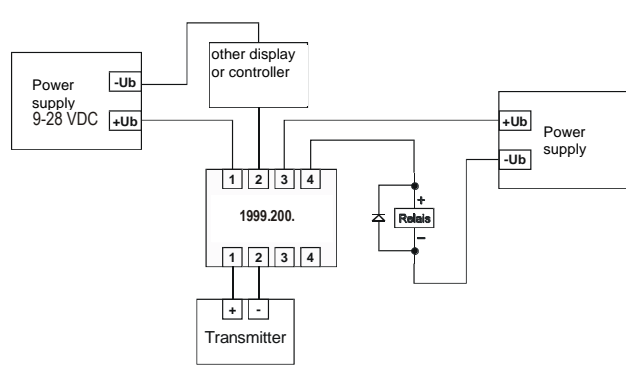 other display
or controller
Power
supply
9-28 VDC
-Ub
+Ub
+Ub
-Ub
Power
supply
1 2 3 4
1999.200.
1 2 3 4
+
Relais
–
+ -
Transmitter